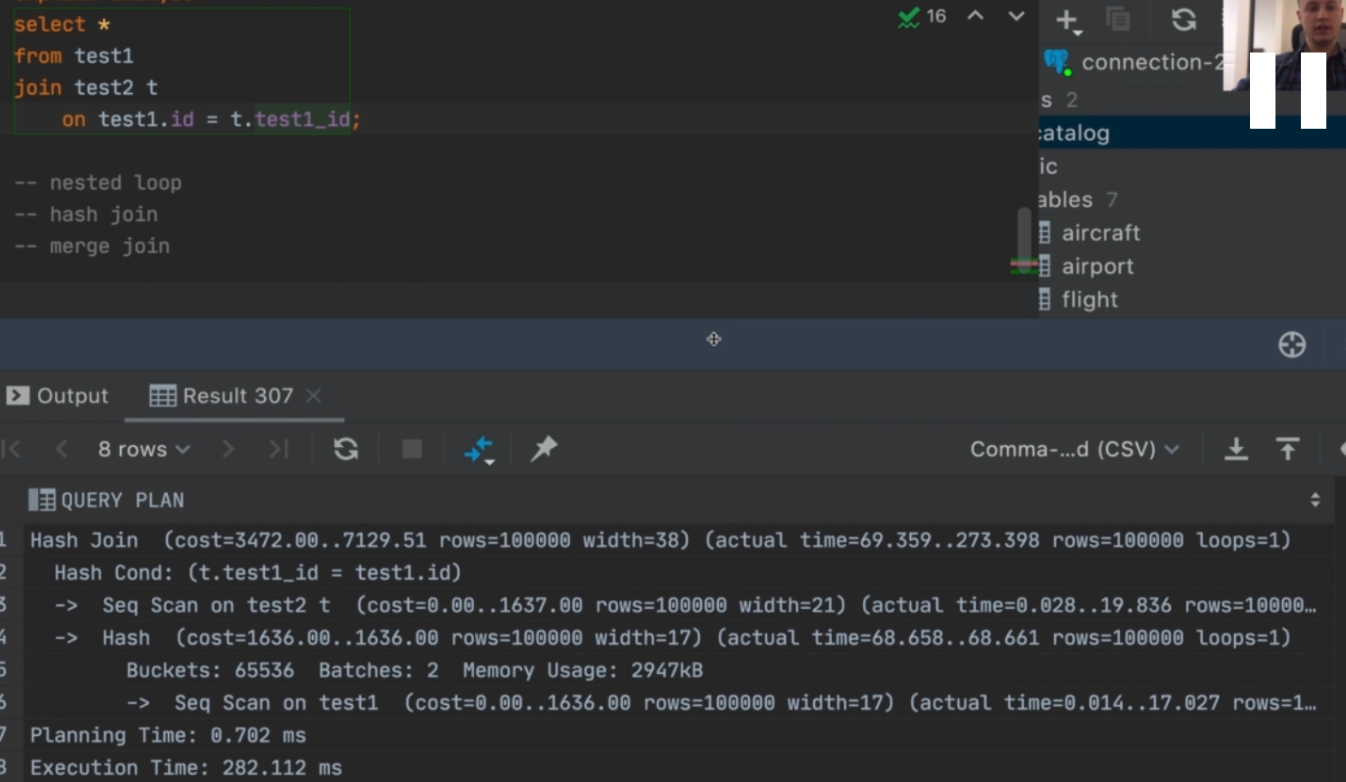 select *
from test1
join test2 t
on test1.id = t.test1_id;
-- nested loop
-- hash join
-- merge join
16
connection-2
s 2
catalog
ic
ables 7
aircraft
airport
flight
Output
Result 307
8 rows
Comma-...d (CSV)
QUERY PLAN
1 Hash Join (cost=3472.00..7129.51 rows=100000 width=38) (actual time=69.359..273.398 rows=100000 loops=1)
2 Hash Cond: (t.test1_id = test1.id)
3 -> Seq Scan on test2 t (cost=0.00..1637.00 rows=100000 width=21) (actual time=0.028..19.836 rows=10000...
4 -> Hash (cost=1636.00..1636.00 rows=100000 width=17) (actual time=68.658..68.661 rows=100000 loops=1)
5 Buckets: 65536 Batches: 2 Memory Usage: 2947kB
6 -> Seq Scan on test1 (cost=0.00..1636.00 rows=100000 width=17) (actual time=0.014..17.027 rows=1...
7 Planning Time: 0.702 ms
8 Execution Time: 282.112 ms